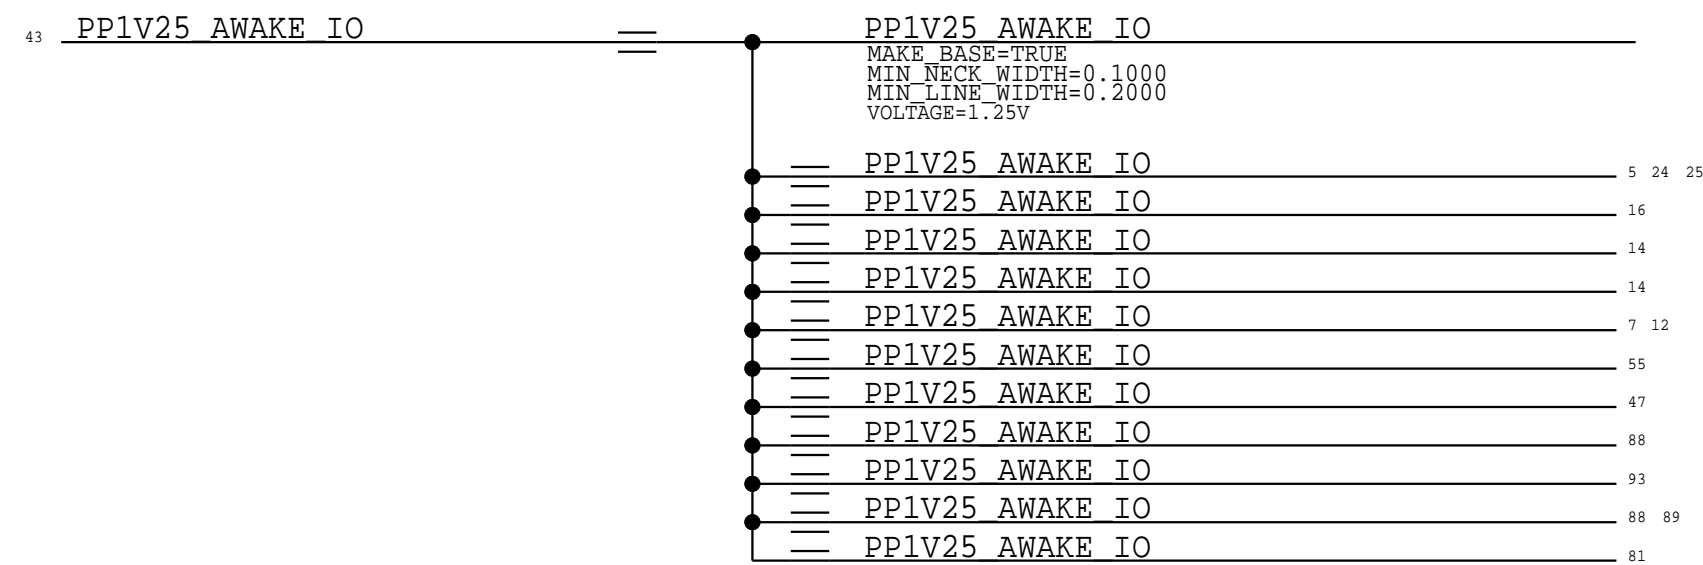 43 PP1V25_AWAKE_IO PP1V25_AWAKE_IO
MAKE_BASE=TRUE
MIN_NECK_WIDTH=0.1000
MIN_LINE_WIDTH=0.2000
VOLTAGE=1.25V
PP1V25_AWAKE_IO 5 24 25
PP1V25_AWAKE_IO 16
PP1V25_AWAKE_IO 14
PP1V25_AWAKE_IO 14
PP1V25_AWAKE_IO 7 12
PP1V25_AWAKE_IO 55
PP1V25_AWAKE_IO 47
PP1V25_AWAKE_IO 88
PP1V25_AWAKE_IO 93
PP1V25_AWAKE_IO 88 89
PP1V25_AWAKE_IO 81